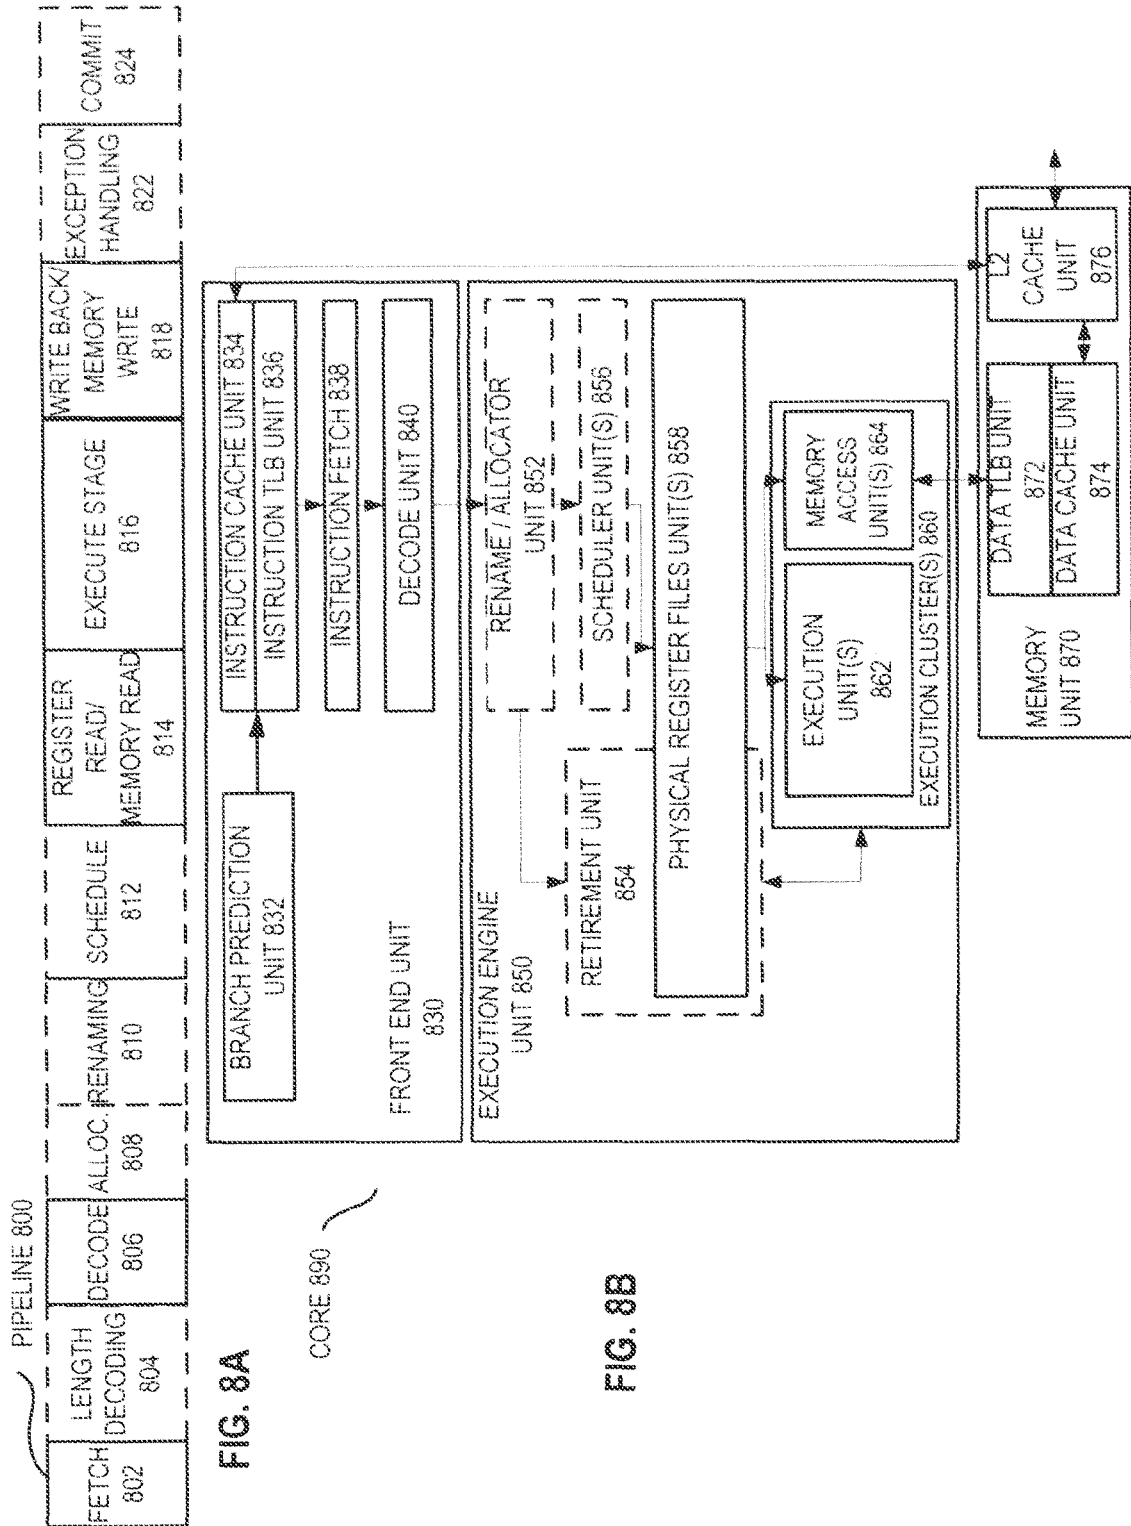 PIPELINE 800
FETCH
802
LENGTH
DECODING
804
DECODE
806
ALLOC.
808
RENAMING
810
SCHEDULE
812
REGISTER
READ/
MEMORY READ
814
EXECUTE STAGE
816
WRITE BACK/
MEMORY
WRITE
818
EXCEPTION
HANDLING
822
COMMIT
824
FIG. 8A
CORE 890
BRANCH PREDICTION
UNIT 832
INSTRUCTION CACHE UNIT 834
INSTRUCTION TLB UNIT 836
INSTRUCTION FETCH 838
DECODE UNIT 840
FRONT END UNIT
830
EXECUTION ENGINE
UNIT 850
RENAME / ALLOCATOR
UNIT 852
SCHEDULER UNIT(S) 856
RETIREMENT UNIT
854
PHYSICAL REGISTER FILES UNIT(S) 858
EXECUTION
UNIT(S)
862
MEMORY
ACCESS
UNIT(S) 864
EXECUTION CLUSTER(S) 860
FIG. 8B
MEMORY
UNIT 870
DATA TLB UNIT
872
DATA CACHE UNIT
874
L2
CACHE
UNIT
876